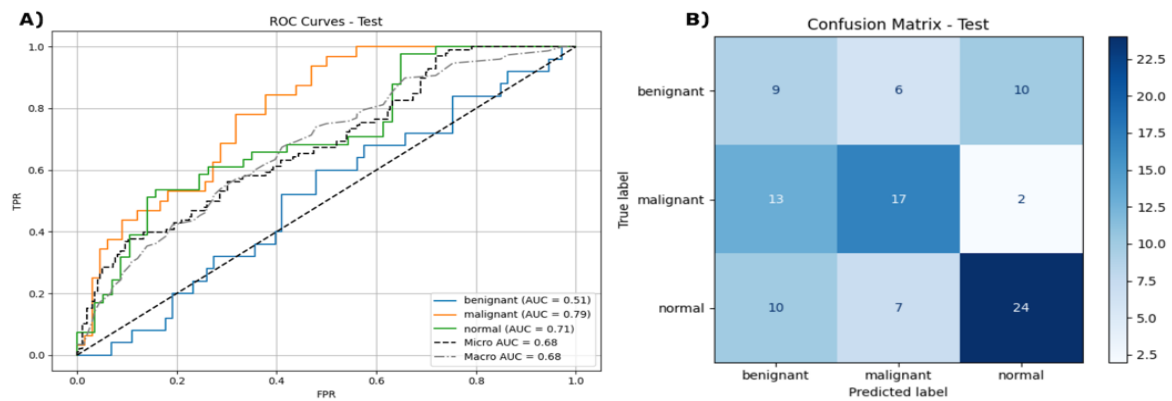 A)
ROC Curves - Test
TPR
1.0
0.8
0.6
0.4
0.2
0.0
benignant (AUC = 0.51)
malignant (AUC = 0.79)
normal (AUC = 0.71)
Micro AUC = 0.68
Macro AUC = 0.68
0.0 0.2 0.4 0.6 0.8 1.0
FPR
B)
Confusion Matrix - Test
True label
benignant 9 6 10
malignant 13 17 2
normal 10 7 24
benignant malignant normal
Predicted label
22.5
20.0
17.5
15.0
12.5
10.0
7.5
5.0
2.5